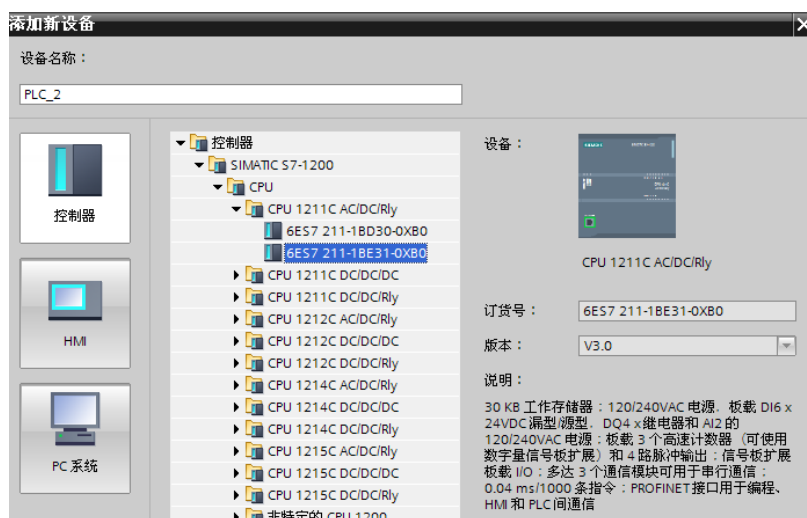 添加新设备
设备名称：
PLC_2
控制器
HMI
PC 系统
控制器
SIMATIC S7-1200
CPU
CPU 1211C AC/DC/Rly
6ES7 211-1BD30-0XB0
6ES7 211-1BE31-0XB0
CPU 1211C DC/DC/DC
CPU 1211C DC/DC/Rly
CPU 1212C AC/DC/Rly
CPU 1212C DC/DC/DC
CPU 1212C DC/DC/Rly
CPU 1214C AC/DC/Rly
CPU 1214C DC/DC/DC
CPU 1214C DC/DC/Rly
CPU 1215C AC/DC/Rly
CPU 1215C DC/DC/DC
CPU 1215C DC/DC/Rly
非特定的 CPU 1200
设备：
CPU 1211C AC/DC/Rly
订货号：
6ES7 211-1BE31-0XB0
版本：
V3.0
说明：
30 KB 工作存储器：120/240VAC 电源，板载 DI6 x
24VDC 漏型/源型，DQ4 x继电器和 AI2 的
120/240VAC 电源：板载 3 个高速计数器（可使用
数字量信号板扩展）和 4 路脉冲输出：信号板扩展
板载 I/O：多达 3 个通信模块可用于串行通信：
0.04 ms/1000 条指令：PROFINET接口用于编程、
HMI 和 PLC间通信